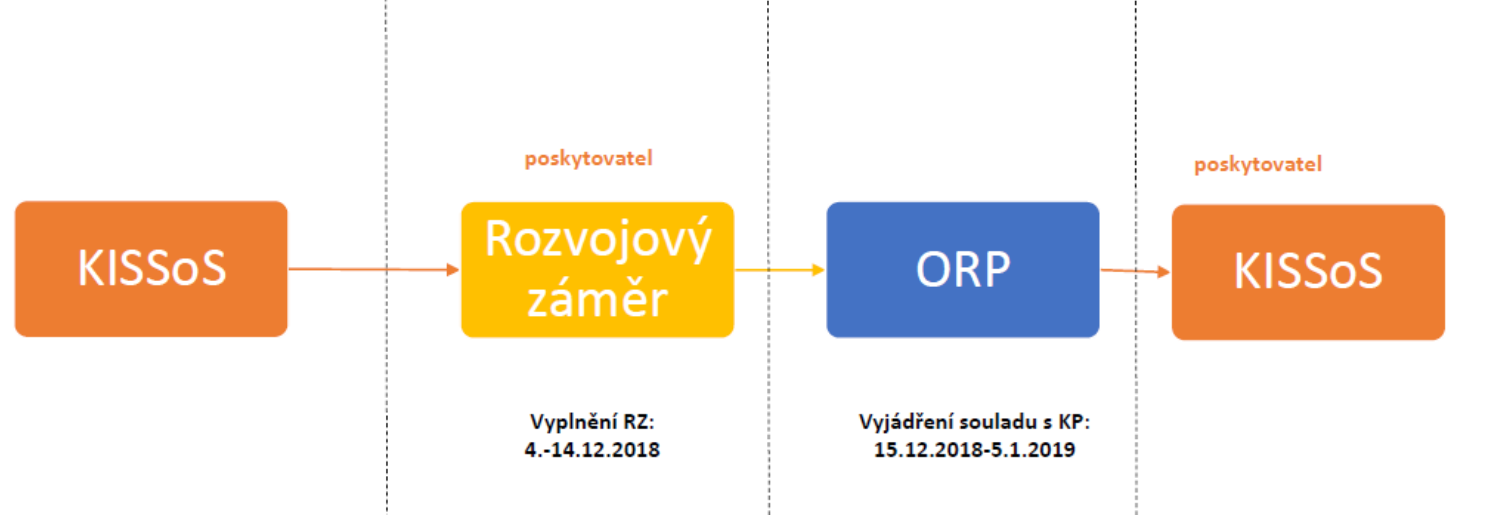 poskytovatel
poskytovatel
KISSoS
Rozvojový
záměr
ORP
KISSoS
Vyplnění RZ:
4.-14.12.2018
Vyjádření souladu s KP:
15.12.2018-5.1.2019